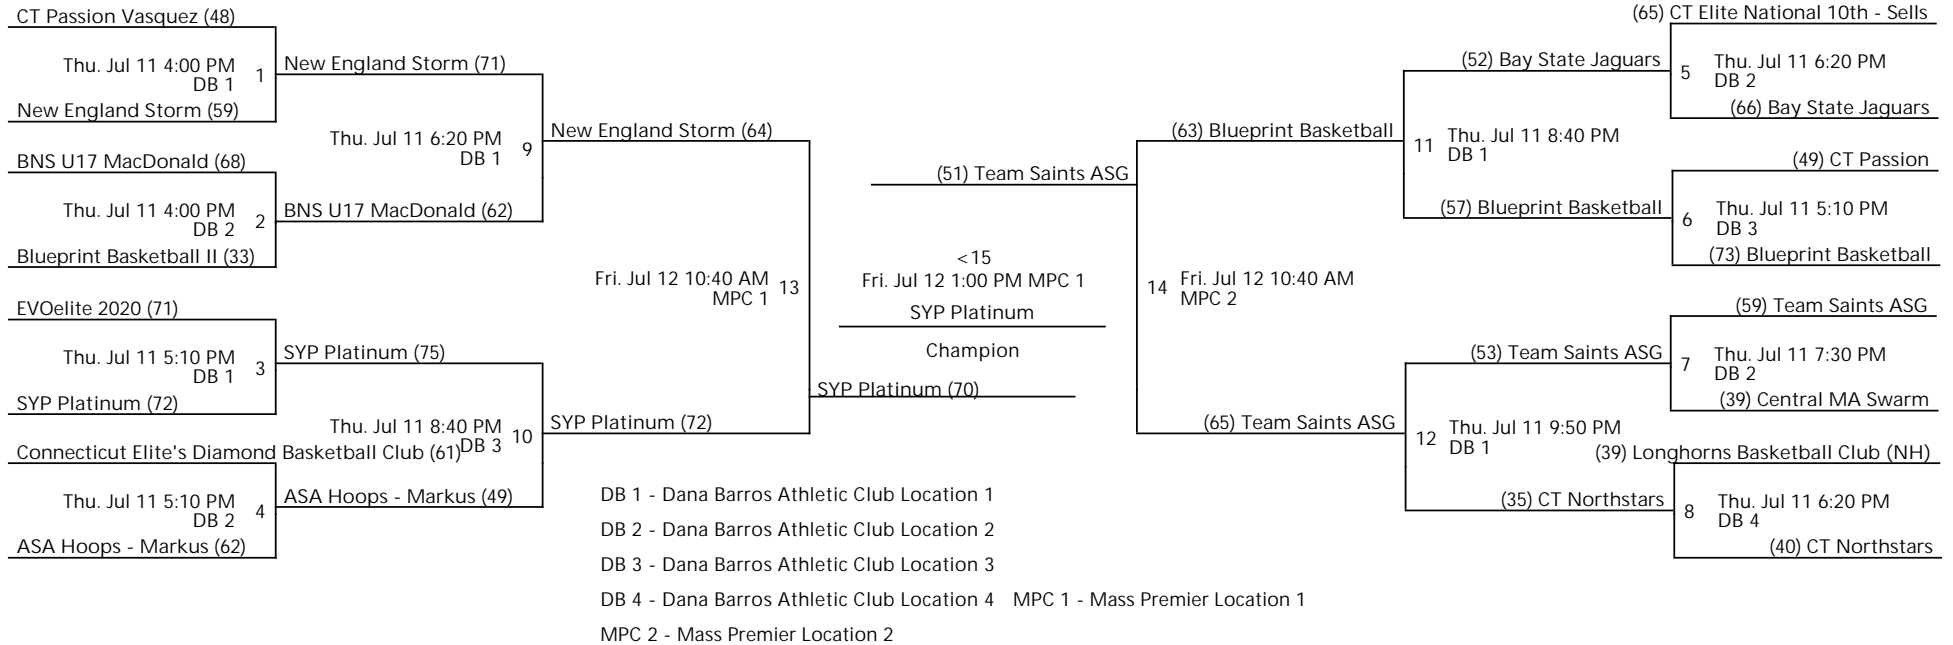 CT Passion Vasquez (48)
Thu. Jul 11 4:00 PM
DB 1
1
New England Storm (59)
New England Storm (71)
Thu. Jul 11 6:20 PM
DB 1
9
BNS U17 MacDonald (68)
Thu. Jul 11 4:00 PM
DB 2
2
Blueprint Basketball II (33)
BNS U17 MacDonald (62)
New England Storm (64)
Fri. Jul 12 10:40 AM
MPC 1
13
EVOelite 2020 (71)
Thu. Jul 11 5:10 PM
DB 1
3
SYP Platinum (72)
SYP Platinum (75)
Thu. Jul 11 8:40 PM
DB 3
10
Connecticut Elite's Diamond Basketball Club (61)
Thu. Jul 11 5:10 PM
DB 2
4
ASA Hoops - Markus (62)
ASA Hoops - Markus (49)
SYP Platinum (72)
SYP Platinum (70)
(51) Team Saints ASG
<15
Fri. Jul 12 1:00 PM MPC 1
SYP Platinum
Champion
(63) Blueprint Basketball
14
Fri. Jul 12 10:40 AM
MPC 2
(65) Team Saints ASG
(52) Bay State Jaguars
11
Thu. Jul 11 8:40 PM
DB 1
(57) Blueprint Basketball
(53) Team Saints ASG
12
Thu. Jul 11 9:50 PM
DB 1
(35) CT Northstars
(65) CT Elite National 10th - Sells
5
Thu. Jul 11 6:20 PM
DB 2
(66) Bay State Jaguars
(49) CT Passion
6
Thu. Jul 11 5:10 PM
DB 3
(73) Blueprint Basketball
(59) Team Saints ASG
7
Thu. Jul 11 7:30 PM
DB 2
(39) Central MA Swarm
(39) Longhorns Basketball Club (NH)
8
Thu. Jul 11 6:20 PM
DB 4
(40) CT Northstars
DB 1 - Dana Barros Athletic Club Location 1
DB 2 - Dana Barros Athletic Club Location 2
DB 3 - Dana Barros Athletic Club Location 3
DB 4 - Dana Barros Athletic Club Location 4 MPC 1 - Mass Premier Location 1
MPC 2 - Mass Premier Location 2